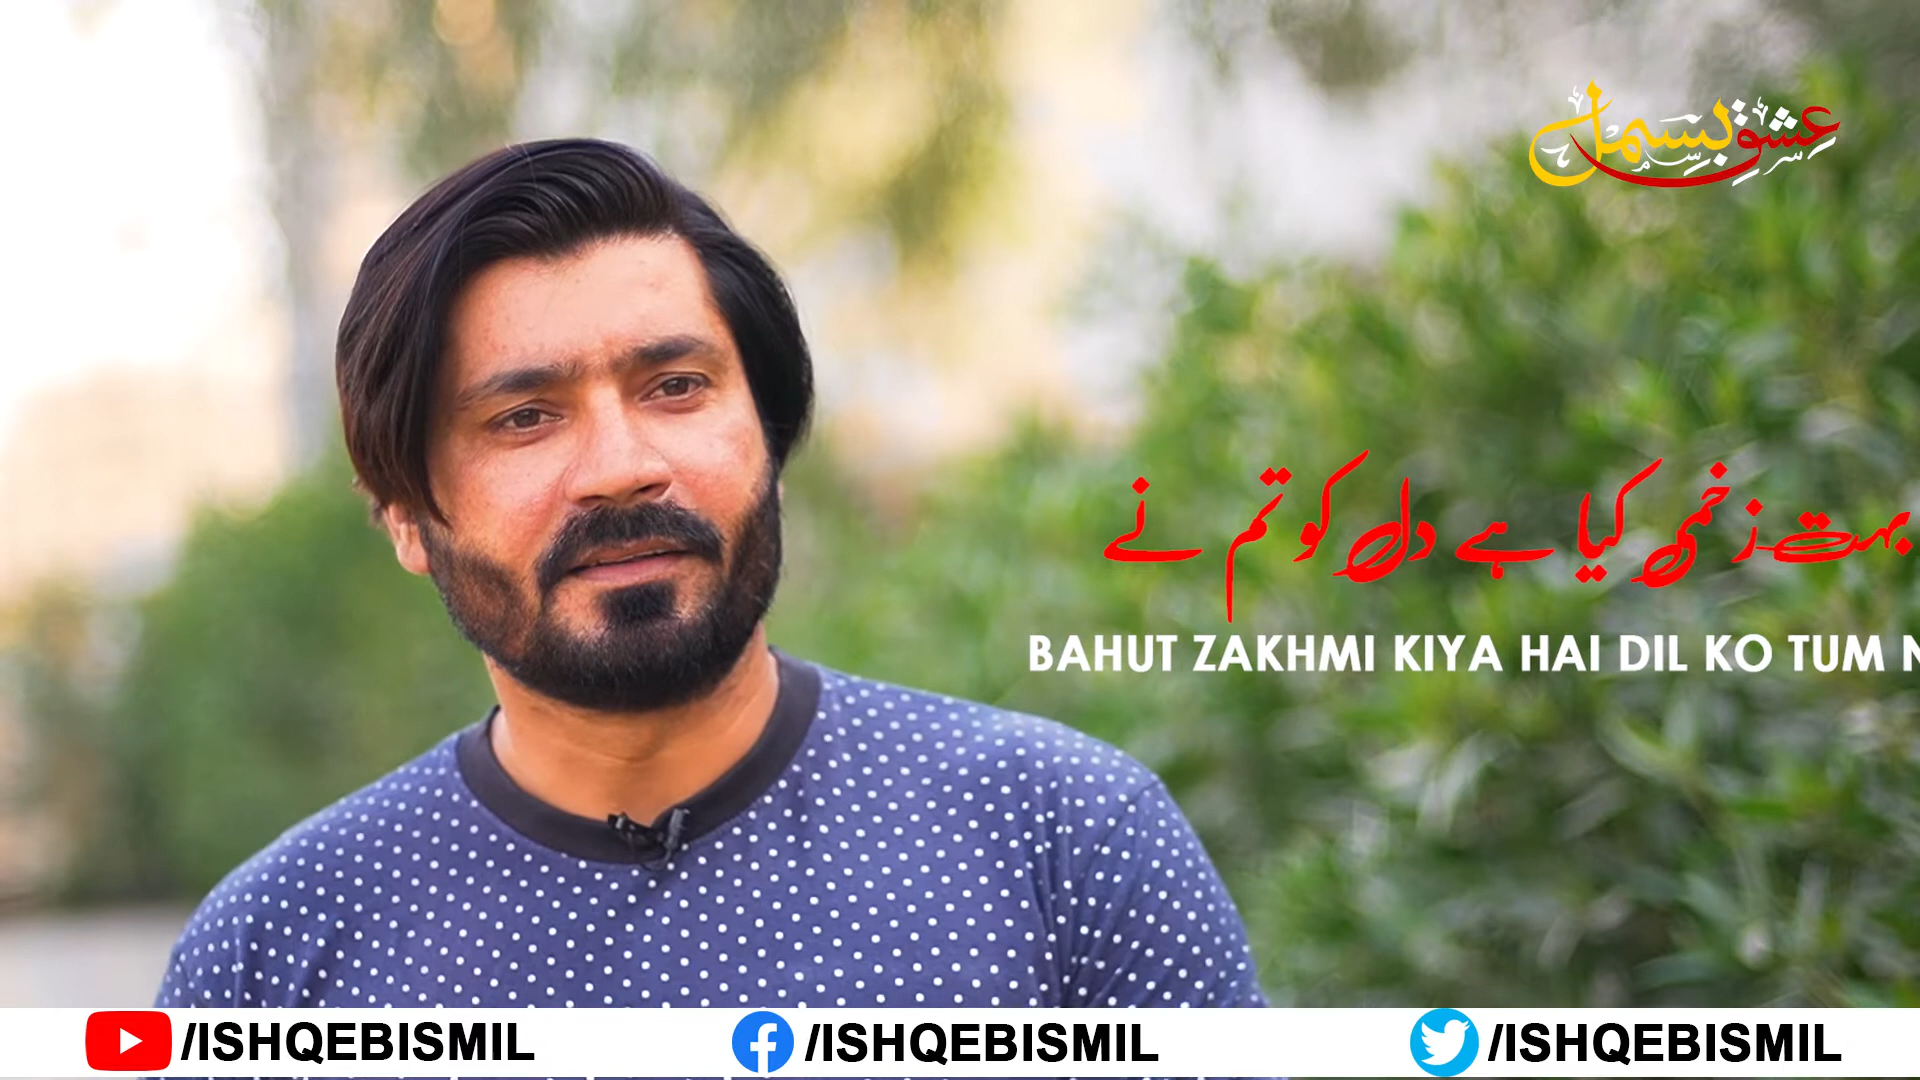 عشق بسمل
بہت زخمی کیا ہے دل کو تم نے
BAHUT ZAKHMI KIYA HAI DIL KO TUM N
/ISHQEBISMIL /ISHQEBISMIL /ISHQEBISMIL